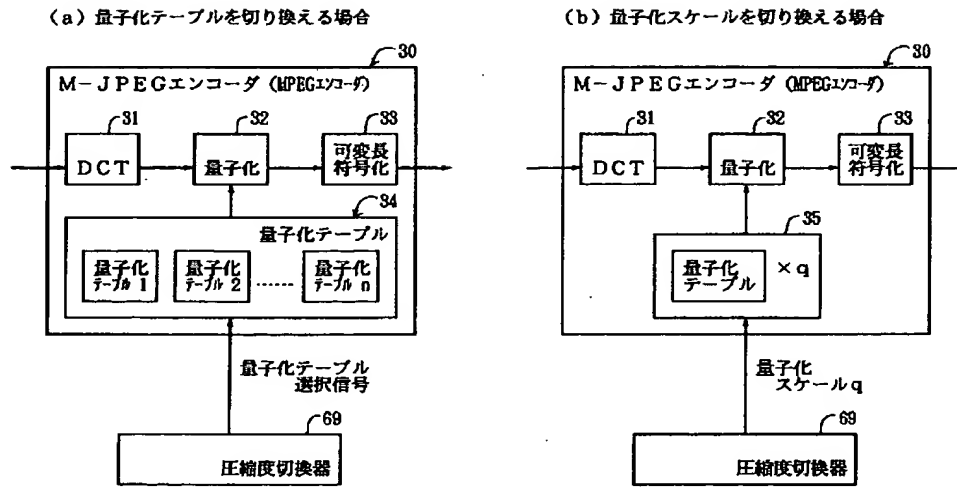 (a) 量子化テーブルを切り換える場合
30
M-JPEGエンコーダ (MPEGエンコーダ)
31
32
33
DCT
量子化
可変長
符号化
34
量子化テーブル
量子化
テーブル 1
量子化
テーブル 2
……
量子化
テーブル n
量子化テーブル
選択信号
69
圧縮度切換器
(b) 量子化スケールを切り換える場合
30
M-JPEGエンコーダ (MPEGエンコーダ)
31
32
33
DCT
量子化
可変長
符号化
35
量子化
テーブル
×q
量子化
スケールq
69
圧縮度切換器